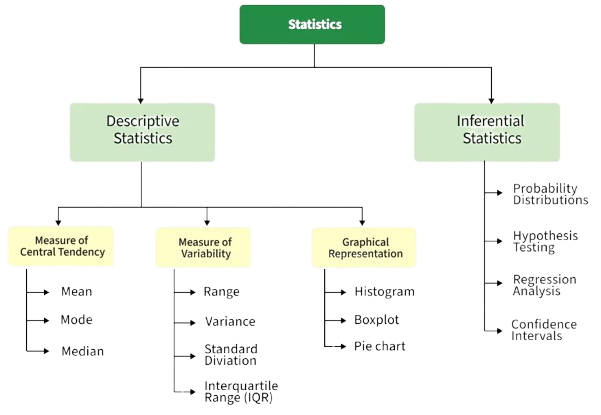 Statistics
Descriptive
Statistics
Inferential
Statistics
Measure of
Central Tendency
Mean
Mode
Median
Measure of
Variability
Range
Variance
Standard
Diviation
Interquartile
Range (IQR)
Graphical
Representation
Histogram
Boxplot
Pie chart
Probability
Distributions
Hypothesis
Testing
Regression
Analysis
Confidence
Intervals